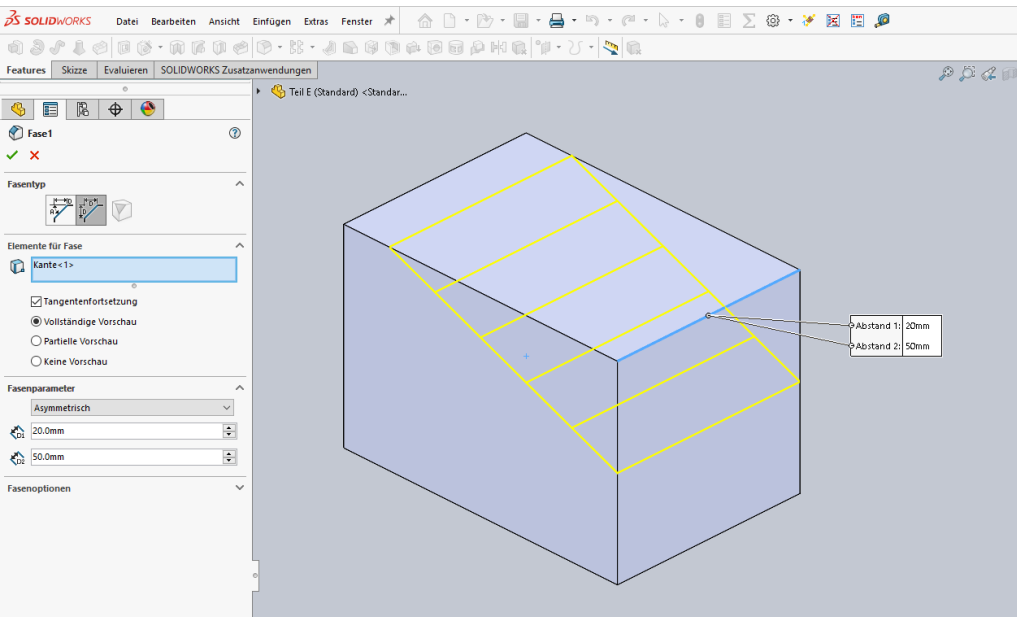 SOLIDWORKS Datei Bearbeiten Ansicht Einfügen Extras Fenster
Features Skizze Evaluieren SOLIDWORKS Zusatzanwendungen
Teil E (Standard) <Standar...
Fase1
Fasentyp
Elemente für Fase
Kante<1>
Tangentenfortsetzung
Vollständige Vorschau
Partielle Vorschau
Keine Vorschau
Fasenparameter
Asymmetrisch
D1 20.0mm
D2 50.0mm
Fasenoptionen
Abstand 1: 20mm
Abstand 2: 50mm